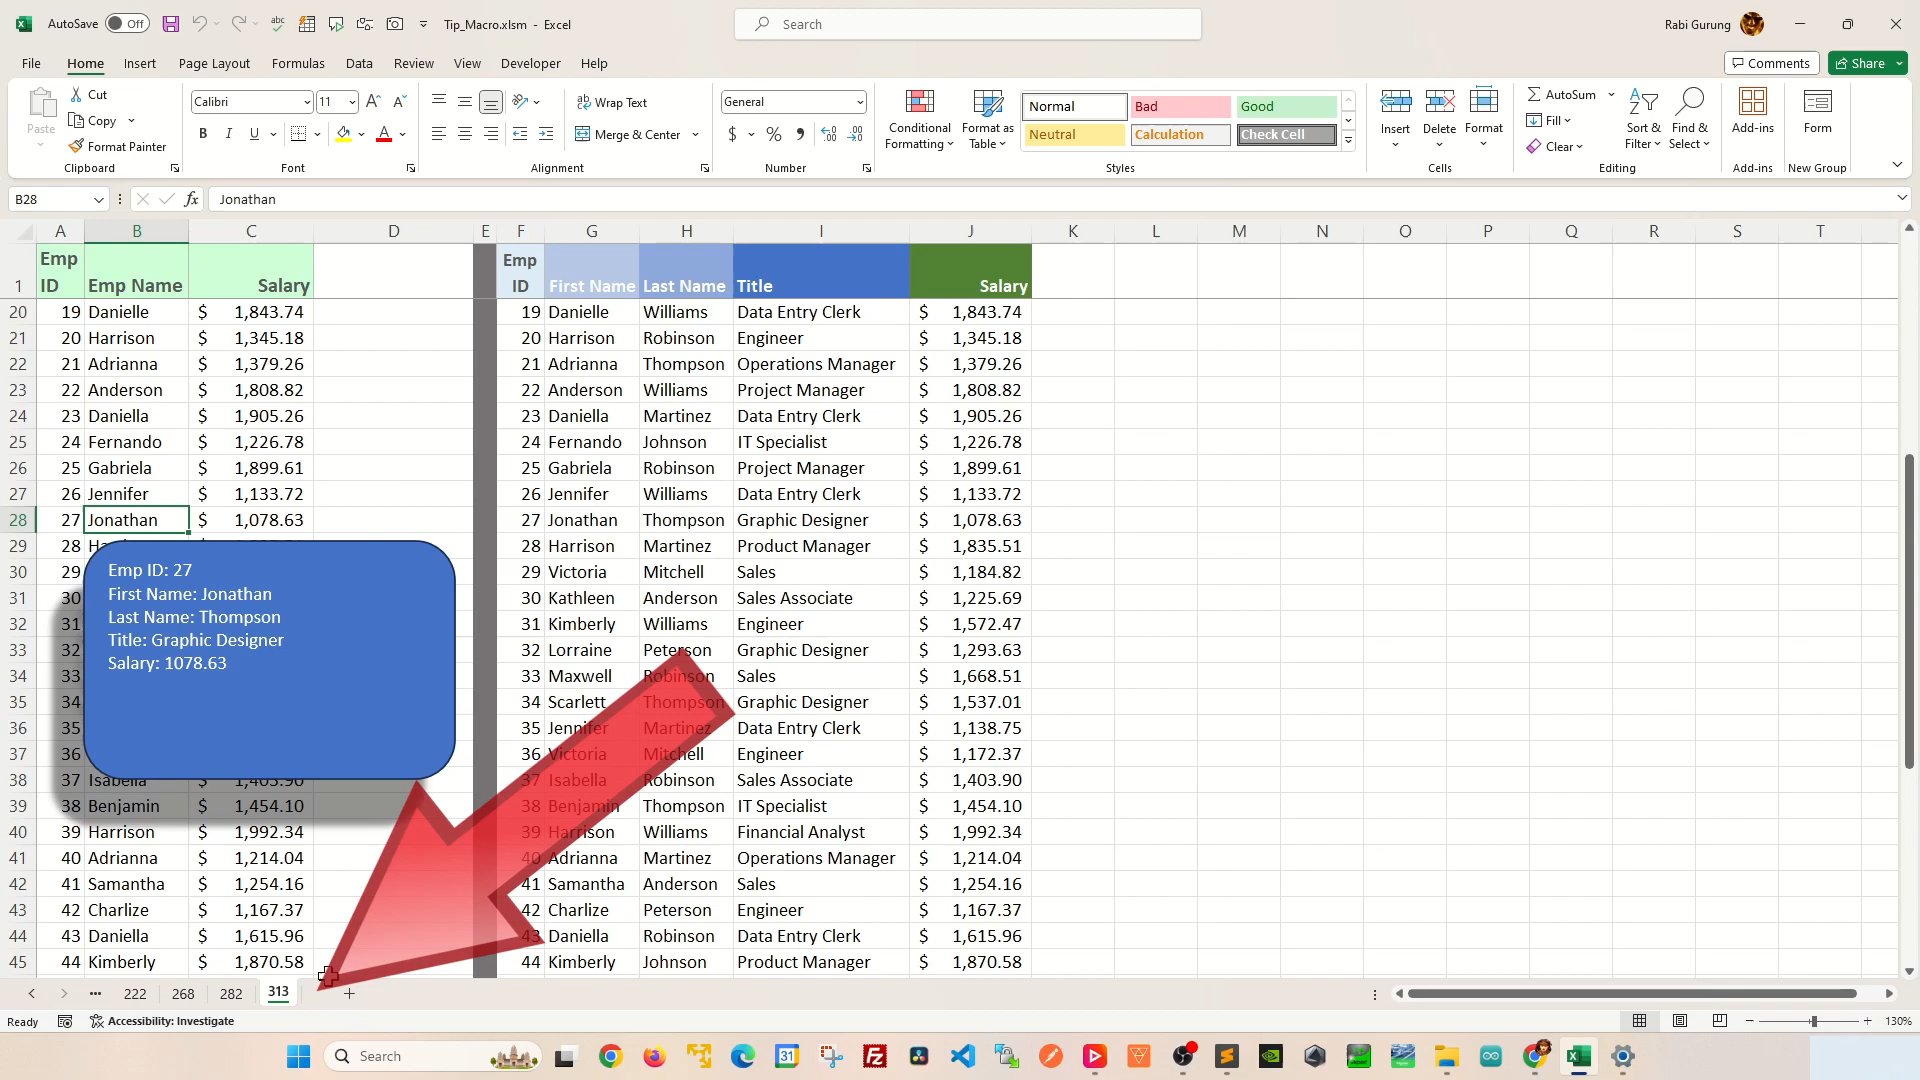 AutoSave Off Tip_Macro.xlsm - Excel Search Rabi Gurung
File Home Insert Page Layout Formulas Data Review View Developer Help Comments Share
Paste Cut Copy Format Painter Clipboard
Calibri 11 B I U A Font
Wrap Text Merge & Center Alignment
General $ % , Number
Conditional Formatting Format as Table Normal Bad Good Neutral Calculation Check Cell Styles
Insert Delete Format Cells
AutoSum Fill Clear Sort & Filter Find & Select Editing
Add-ins Add-ins Form New Group
B28 fx Jonathan
A B C D E F G H I J K L M N O P Q R S T
1 Emp ID Emp Name Salary Emp ID First Name Last Name Title Salary
20 19 Danielle $ 1,843.74 19 Danielle Williams Data Entry Clerk $ 1,843.74
21 20 Harrison $ 1,345.18 20 Harrison Robinson Engineer $ 1,345.18
22 21 Adrianna $ 1,379.26 21 Adrianna Thompson Operations Manager $ 1,379.26
23 22 Anderson $ 1,808.82 22 Anderson Williams Project Manager $ 1,808.82
24 23 Daniella $ 1,905.26 23 Daniella Martinez Data Entry Clerk $ 1,905.26
25 24 Fernando $ 1,226.78 24 Fernando Johnson IT Specialist $ 1,226.78
26 25 Gabriela $ 1,899.61 25 Gabriela Robinson Project Manager $ 1,899.61
27 26 Jennifer $ 1,133.72 26 Jennifer Williams Data Entry Clerk $ 1,133.72
28 27 Jonathan $ 1,078.63 27 Jonathan Thompson Graphic Designer $ 1,078.63
29 28 28 Harrison Martinez Product Manager $ 1,835.51
30 29 29 Victoria Mitchell Sales $ 1,184.82
31 30 30 Kathleen Anderson Sales Associate $ 1,225.69
32 31 31 Kimberly Williams Engineer $ 1,572.47
33 32 32 Lorraine Peterson Graphic Designer $ 1,293.63
34 33 33 Maxwell Robinson Sales $ 1,668.51
35 34 34 Scarlett Thompson Graphic Designer $ 1,537.01
36 35 35 Jennifer Martinez Data Entry Clerk $ 1,138.75
37 36 36 Victoria Mitchell Engineer $ 1,172.37
38 37 Isabella $ 1,403.90 37 Isabella Robinson Sales Associate $ 1,403.90
39 38 Benjamin $ 1,454.10 38 Benjamin Thompson IT Specialist $ 1,454.10
40 39 Harrison $ 1,992.34 39 Harrison Williams Financial Analyst $ 1,992.34
41 40 Adrianna $ 1,214.04 40 Adrianna Martinez Operations Manager $ 1,214.04
42 41 Samantha $ 1,254.16 41 Samantha Anderson Sales $ 1,254.16
43 42 Charlize $ 1,167.37 42 Charlize Peterson Engineer $ 1,167.37
44 43 Daniella $ 1,615.96 43 Daniella Robinson Data Entry Clerk $ 1,615.96
45 44 Kimberly $ 1,870.58 44 Kimberly Johnson Product Manager $ 1,870.58
Emp ID: 27
First Name: Jonathan
Last Name: Thompson
Title: Graphic Designer
Salary: 1078.63
222 268 282 313
Ready Accessibility: Investigate 130%
Search